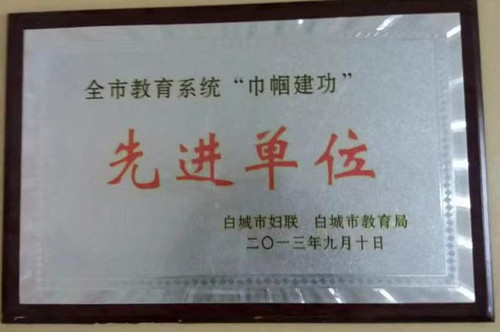 全市教育系统“巾帼建功”
先进单位
白城市妇联 白城市教育局
二〇一三年九月十日